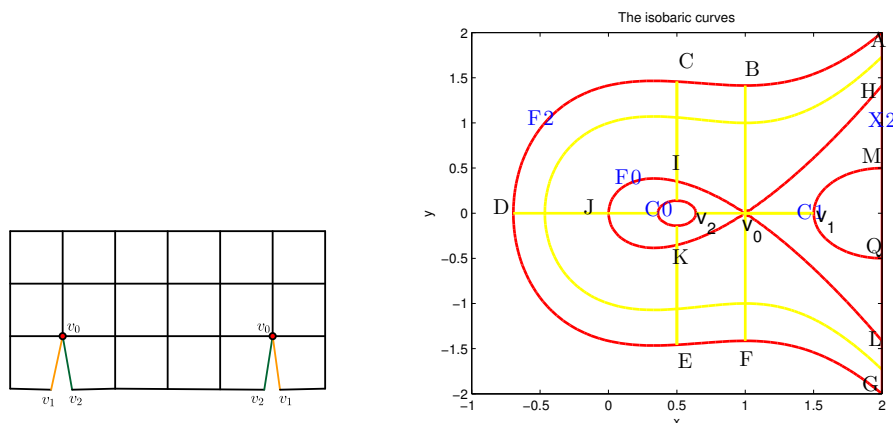 The isobaric curves
2
1.5
1
0.5
0
−0.5
−1
−1.5
−2
y
−1 −0.5 0 0.5 1 1.5 2
x
A
C B
H
F2 X2
I M
F0
D J C0 C1
v2 v0 v1
K Q
E F L
G
v0 v0
v1 v2 v2 v1